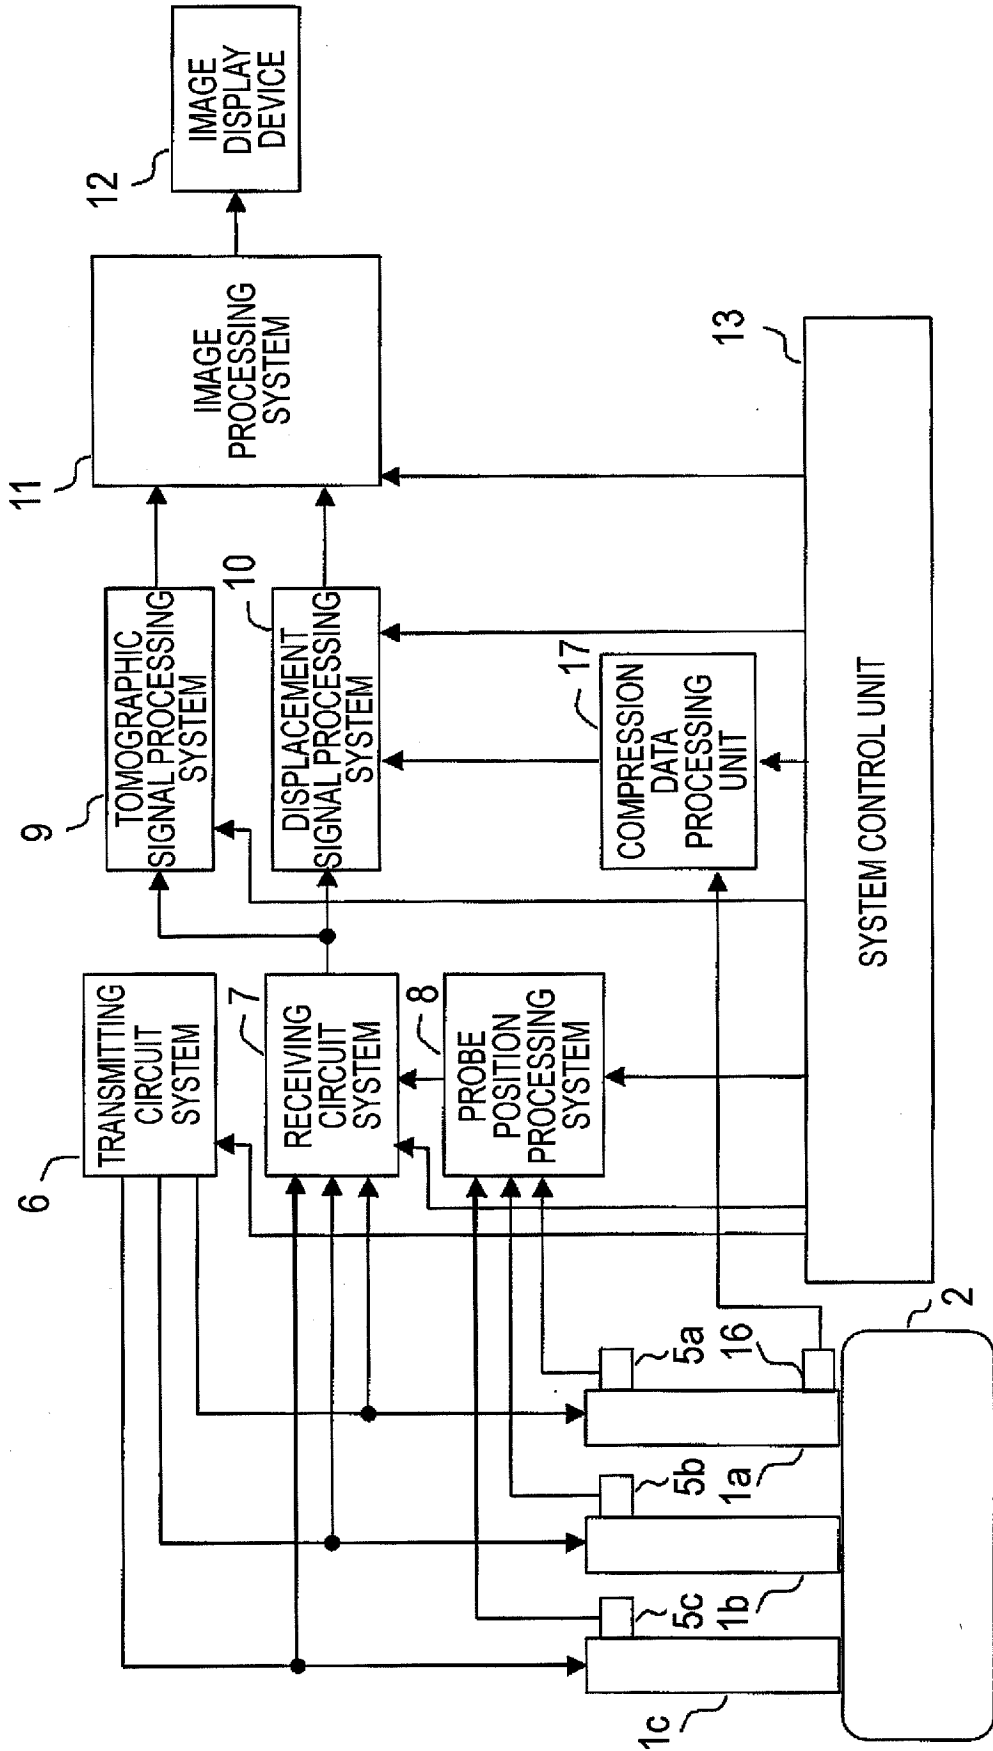 6
TRANSMITTING
CIRCUIT
SYSTEM
9
TOMOGRAPHIC
SIGNAL PROCESSING
SYSTEM
11
IMAGE
PROCESSING
SYSTEM
12
IMAGE
DISPLAY
DEVICE
7
RECEIVING
CIRCUIT
SYSTEM
10
DISPLACEMENT
SIGNAL PROCESSING
SYSTEM
8
PROBE
POSITION
PROCESSING
SYSTEM
17
COMPRESSION
DATA
PROCESSING
UNIT
13
SYSTEM CONTROL UNIT
5c
5b
5a
16
1c
1b
1a
2